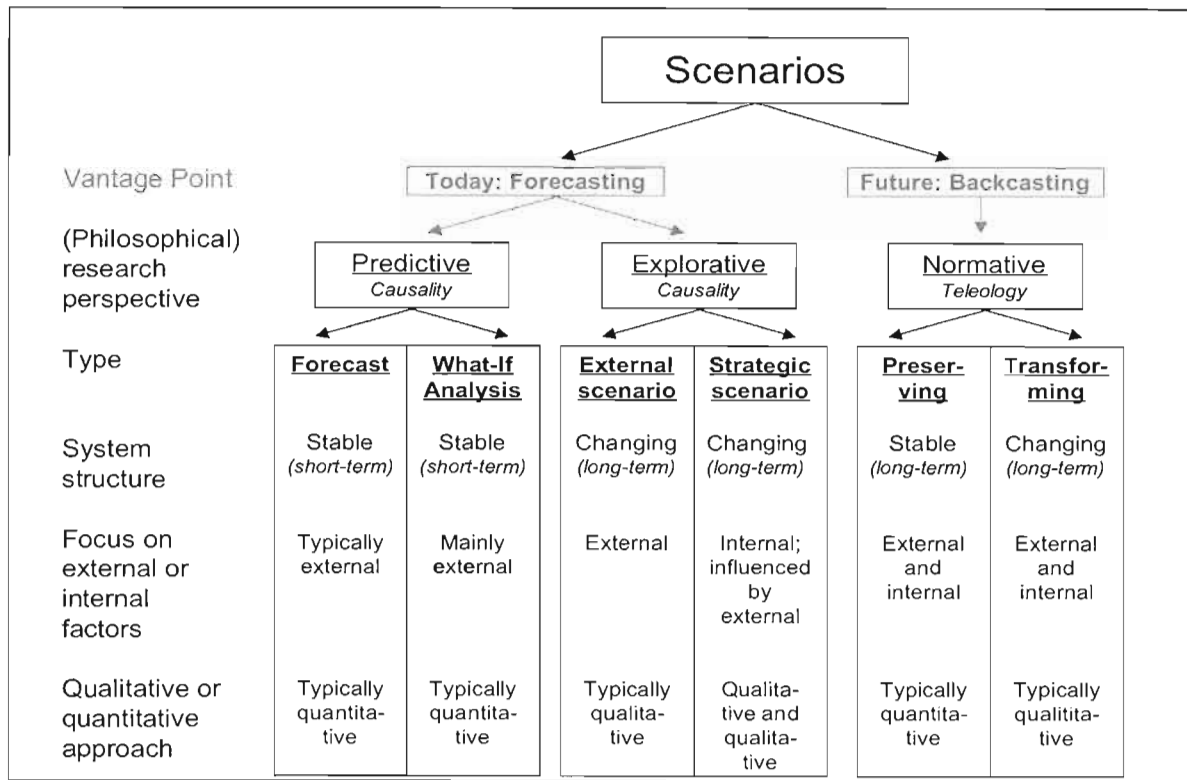 Scenarios
Vantage Point
Today: Forecasting
Future: Backcasting
(Philosophical)
research
perspective
Predictive
Causality
Explorative
Causality
Normative
Teleology
Type
Forecast
What-If
Analysis
External
scenario
Strategic
scenario
Preser-
ving
Transfor-
ming
System
structure
Stable
(short-term)
Stable
(short-term)
Changing
(long-term)
Changing
(long-term)
Stable
(long-term)
Changing
(long-term)
Focus on
external or
internal
factors
Typically
external
Mainly
external
External
Internal;
influenced
by
external
External
and
internal
External
and
internal
Qualitative or
quantitative
approach
Typically
quantita-
tive
Typically
quantita-
tive
Typically
qualita-
tive
Qualita-
tive and
qualita-
tive
Typically
quantita-
tive
Typically
qualitita-
tive